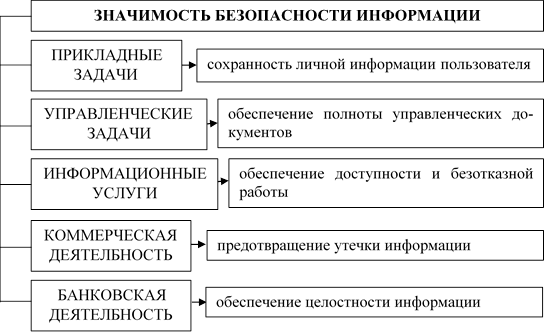 ЗНАЧИМОСТЬ БЕЗОПАСНОСТИ ИНФОРМАЦИИ
ПРИКЛАДНЫЕ
ЗАДАЧИ
сохранность личной информации пользователя
УПРАВЛЕНЧЕСКИЕ
ЗАДАЧИ
обеспечение полноты управленческих до-
кументов
ИНФОРМАЦИОННЫЕ
УСЛУГИ
обеспечение доступности и безотказной
работы
КОММЕРЧЕСКАЯ
ДЕЯТЕЛЬНОСТЬ
предотвращение утечки информации
БАНКОВСКАЯ
ДЕЯТЕЛЬНОСТЬ
обеспечение целостности информации